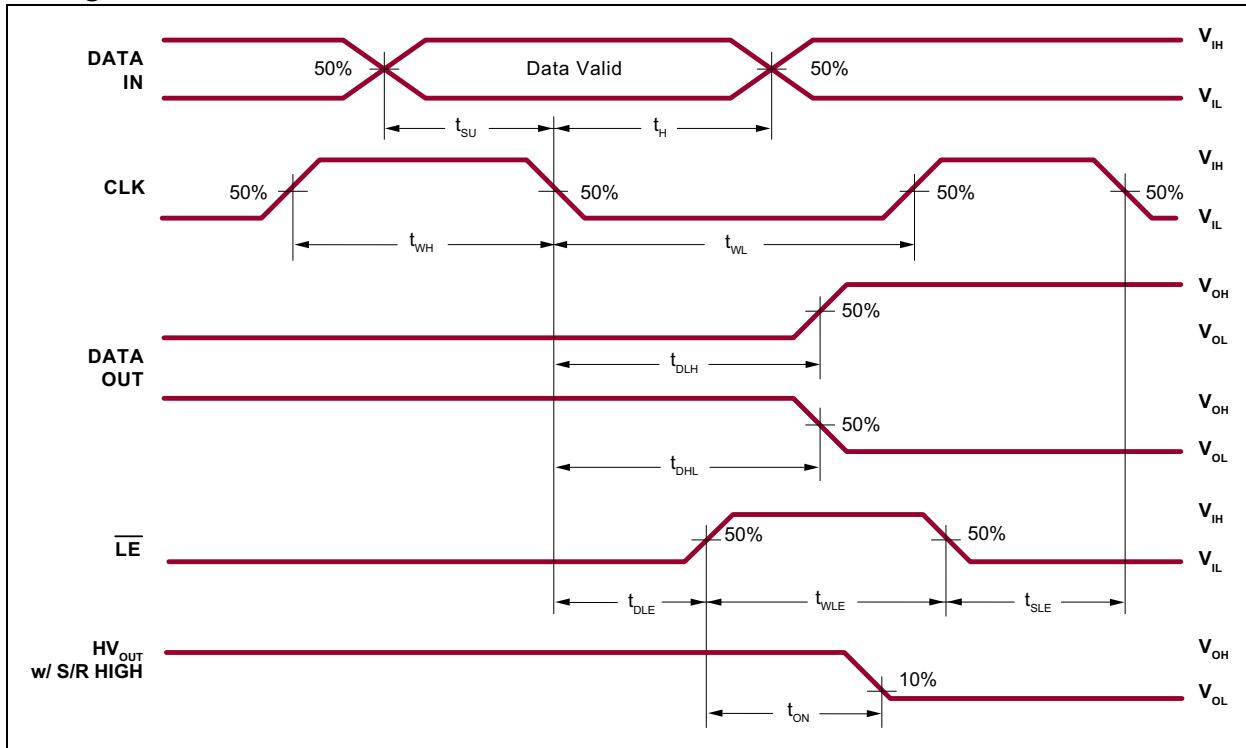 DATA
IN
50%
Data Valid
50%
V_IH
V_IL
t_SU
t_H
CLK
50%
50%
50%
50%
V_IH
V_IL
t_WH
t_WL
DATA
OUT
50%
V_OH
V_OL
t_DLH
50%
V_OH
V_OL
t_DHL
L̅E̅
50%
50%
V_IH
V_IL
t_DLE
t_WLE
t_SLE
HV_OUT
w/ S/R HIGH
10%
V_OH
V_OL
t_ON